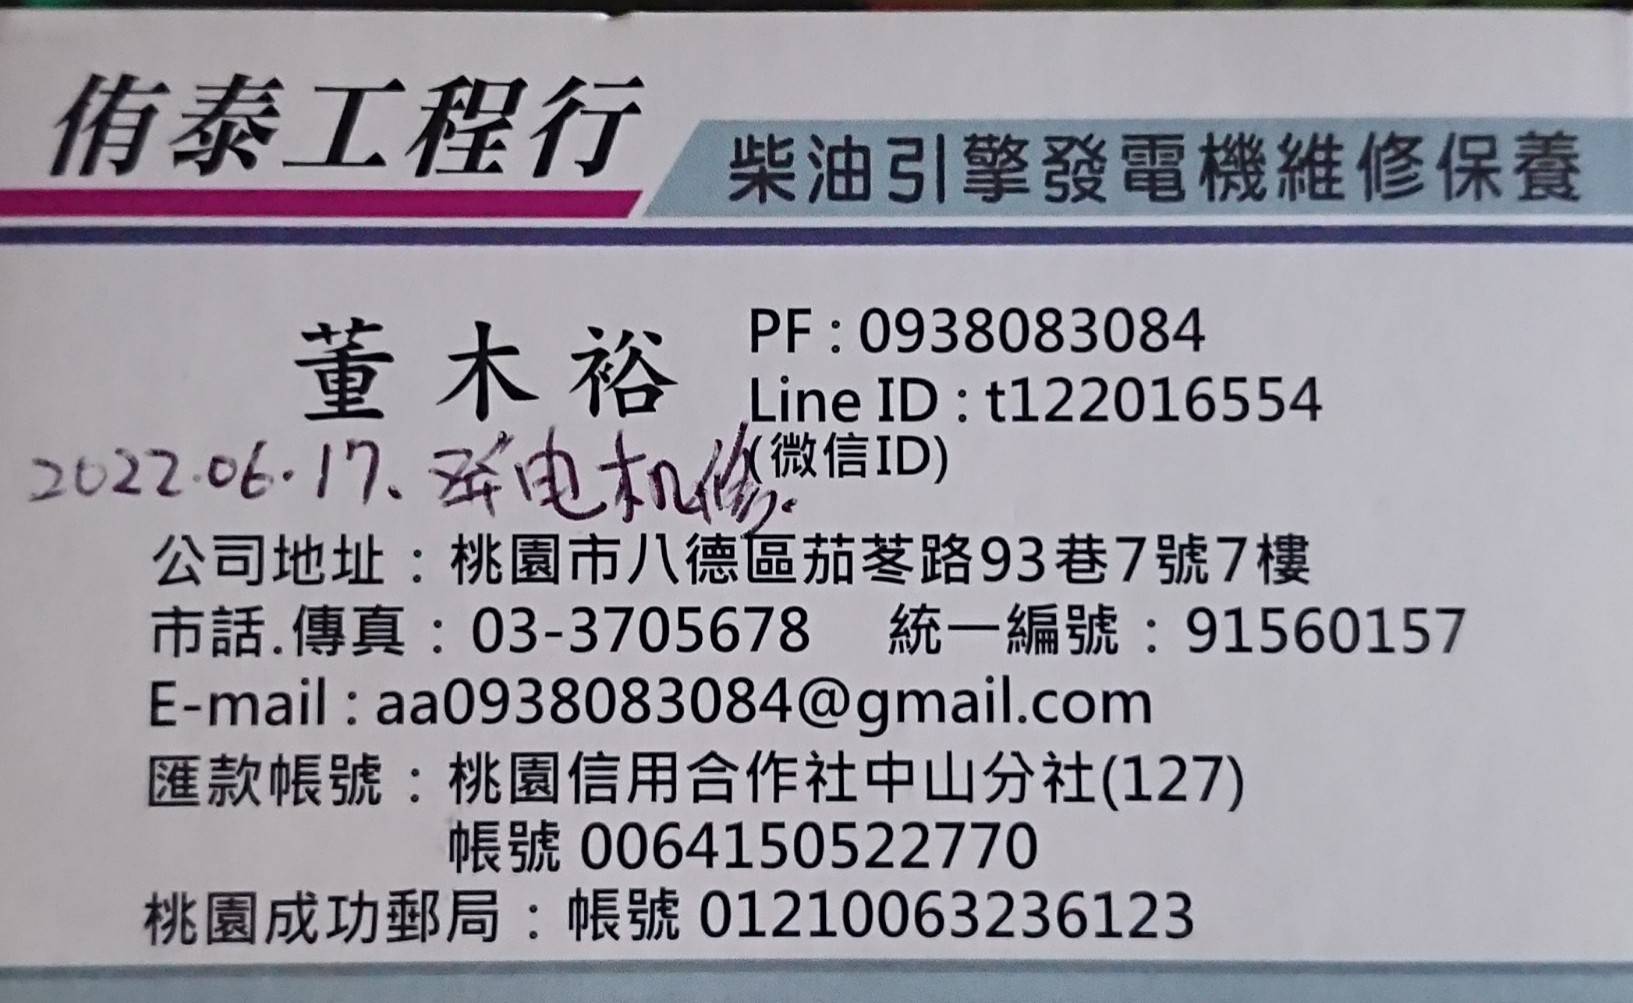 侑泰工程行
柴油引擎發電機維修保養
董木裕
PF : 0938083084
Line ID : t122016554
(微信ID)
2022.06.17、发电机修.
公司地址：桃園市八德區茄苳路93巷7號7樓
市話.傳真：03-3705678 統一編號：91560157
E-mail : aa0938083084@gmail.com
匯款帳號：桃園信用合作社中山分社(127)
帳號 0064150522770
桃園成功郵局：帳號 01210063236123